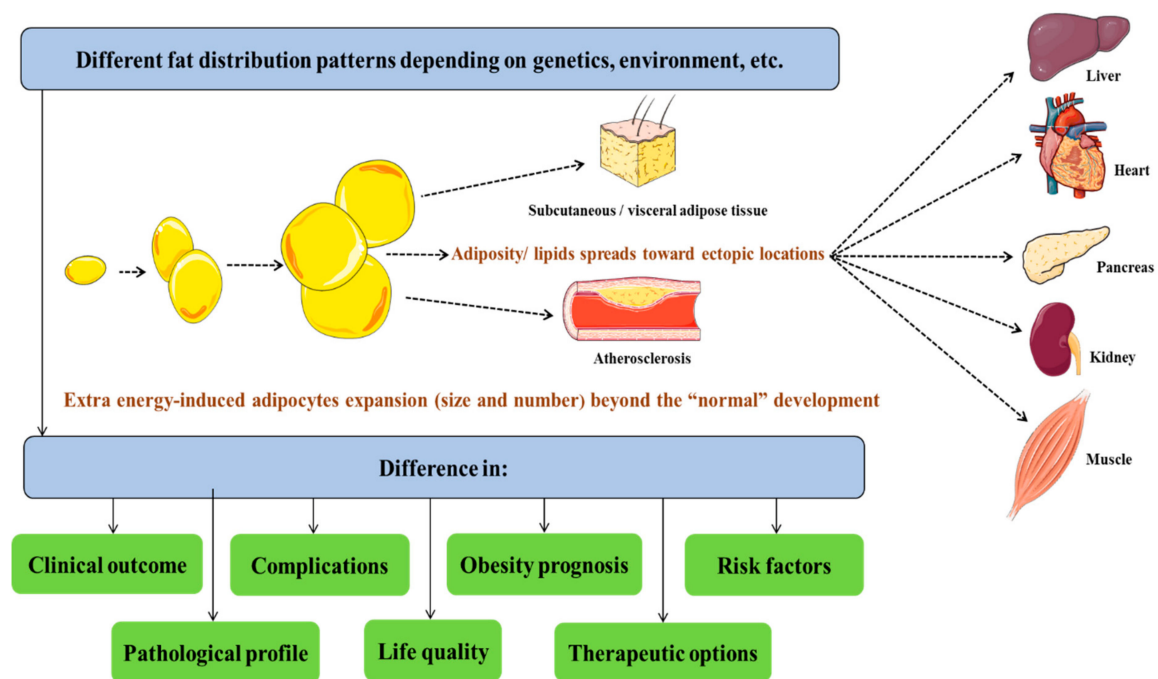 Different fat distribution patterns depending on genetics, environment, etc.
Liver
Heart
Subcutaneous / visceral adipose tissue
Adiposity/ lipids spreads toward ectopic locations
Pancreas
Atherosclerosis
Kidney
Extra energy-induced adipocytes expansion (size and number) beyond the “normal” development
Muscle
Difference in:
Clinical outcome
Complications
Obesity prognosis
Risk factors
Pathological profile
Life quality
Therapeutic options